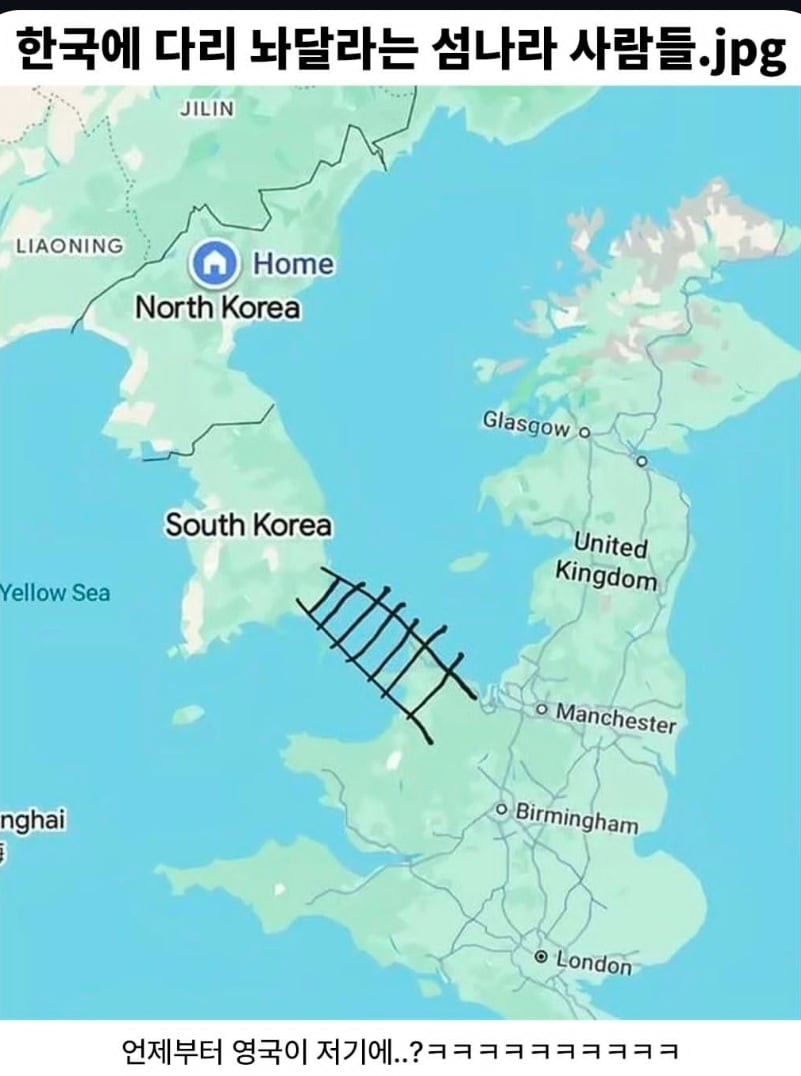 한국에 다리 놔달라는 섬나라 사람들.jpg
JILIN
LIAONING
Home
North Korea
Glasgow
South Korea
United
Kingdom
Yellow Sea
Manchester
nghai
Birmingham
London
언제부터 영국이 저기에..?ㅋㅋㅋㅋㅋㅋㅋㅋㅋㅋ